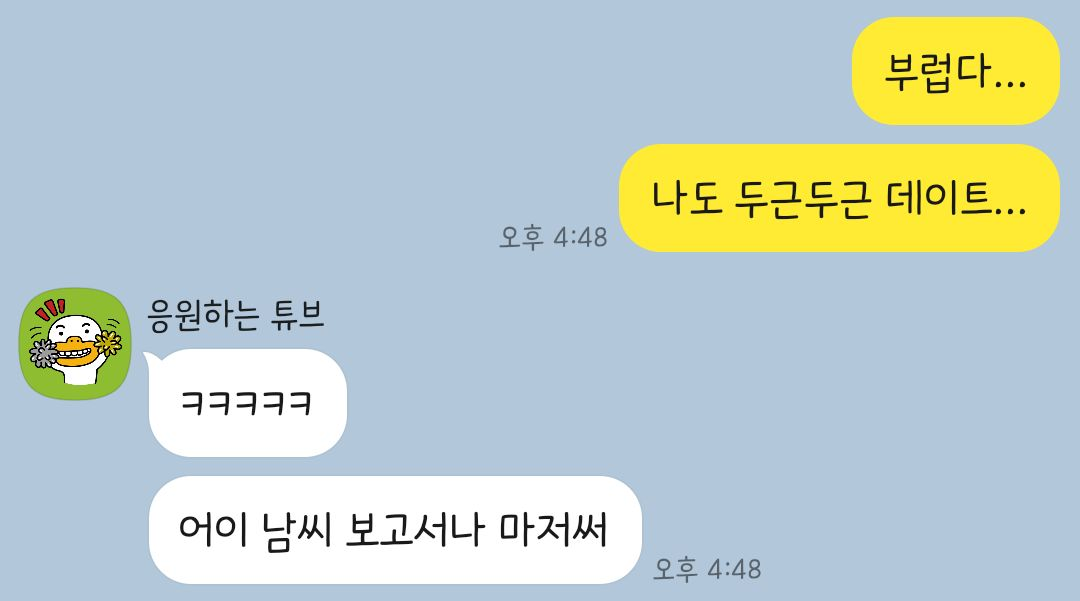 부럽다...
나도 두근두근 데이트...
오후 4:48
응원하는 튜브
ㅋㅋㅋㅋㅋ
어이 남씨 보고서나 마저써
오후 4:48